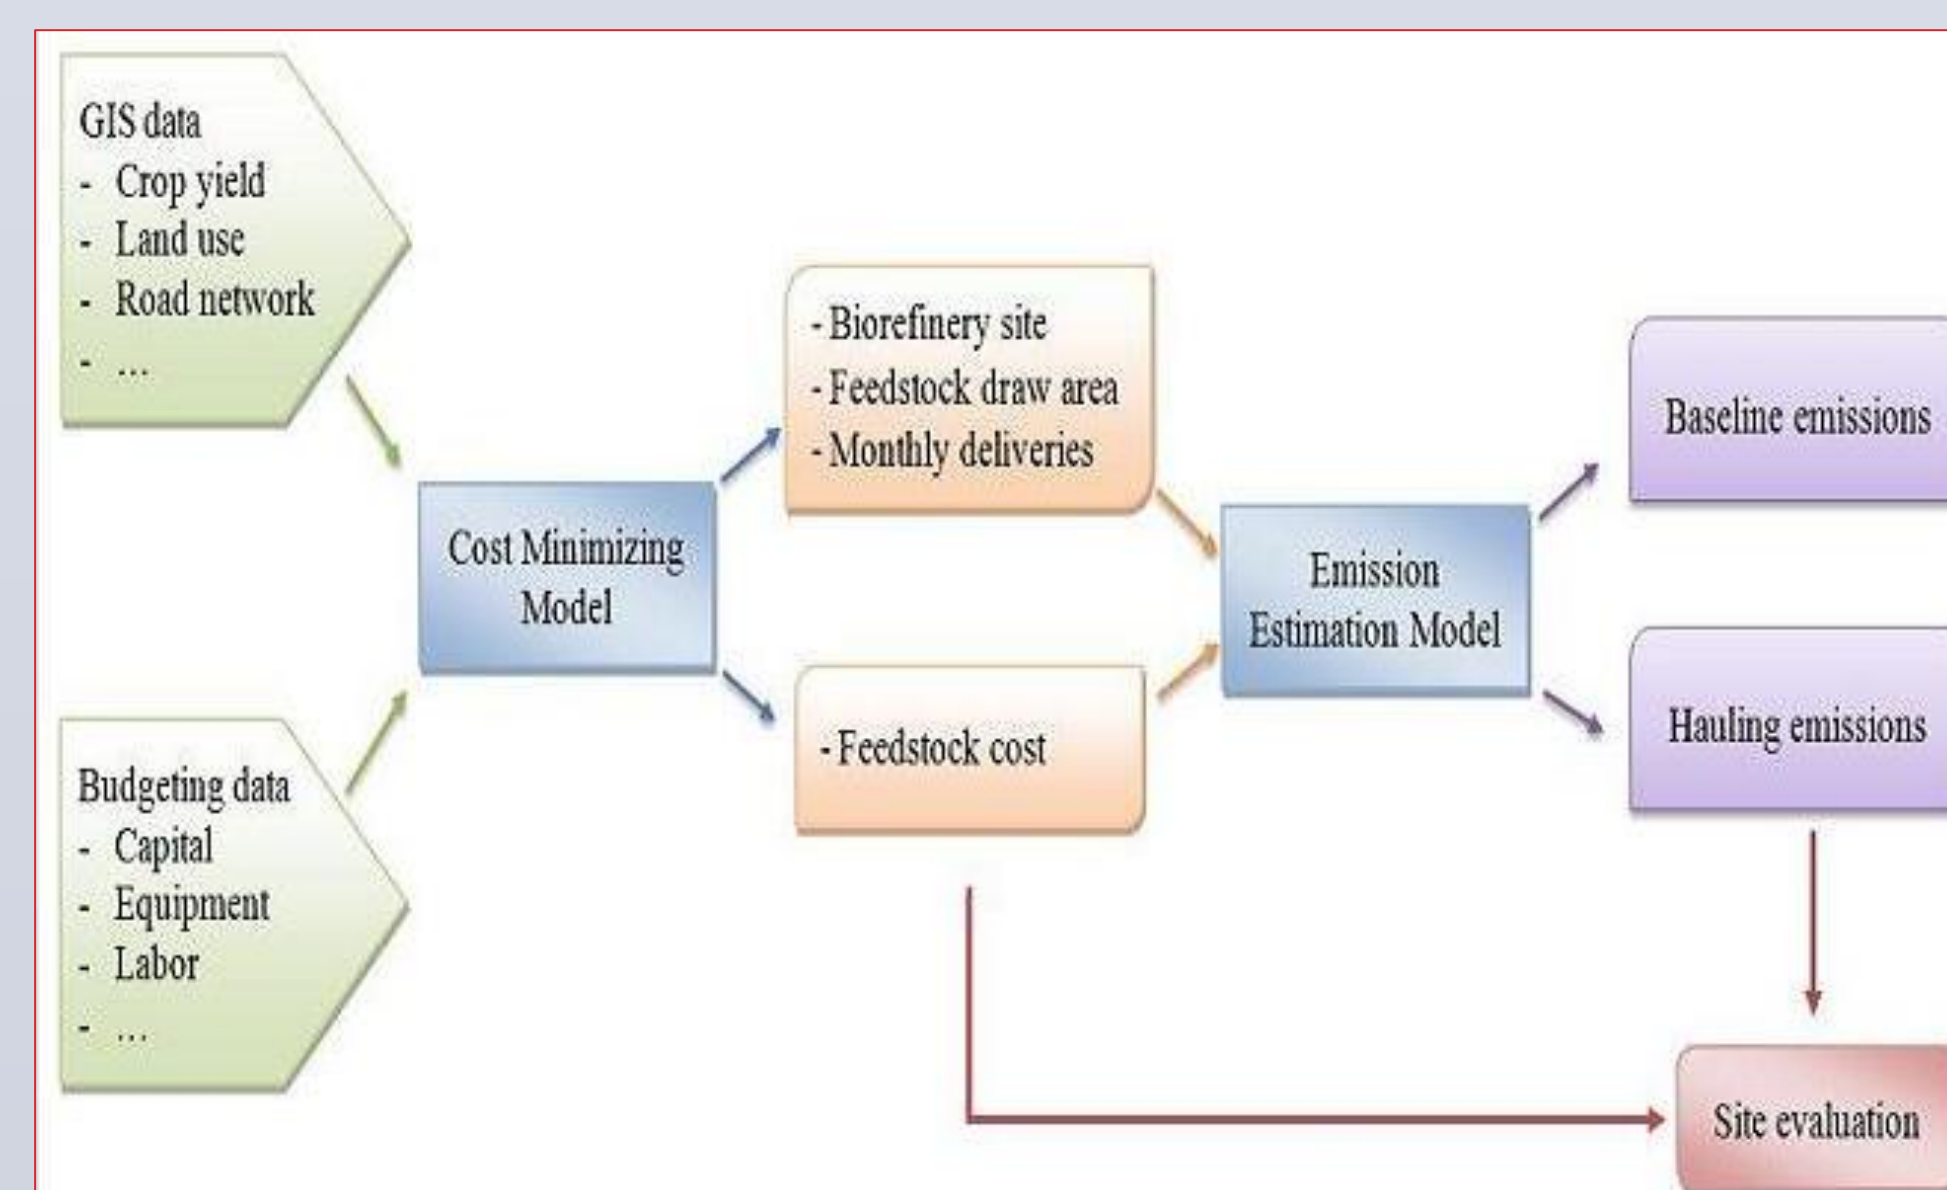 GIS data
- Crop yield
- Land use
- Road network
- ...
Budgeting data
- Capital
- Equipment
- Labor
- ...
Cost Minimizing
Model
- Biorefinery site
- Feedstock draw area
- Monthly deliveries
- Feedstock cost
Emission
Estimation Model
Baseline emissions
Hauling emissions
Site evaluation